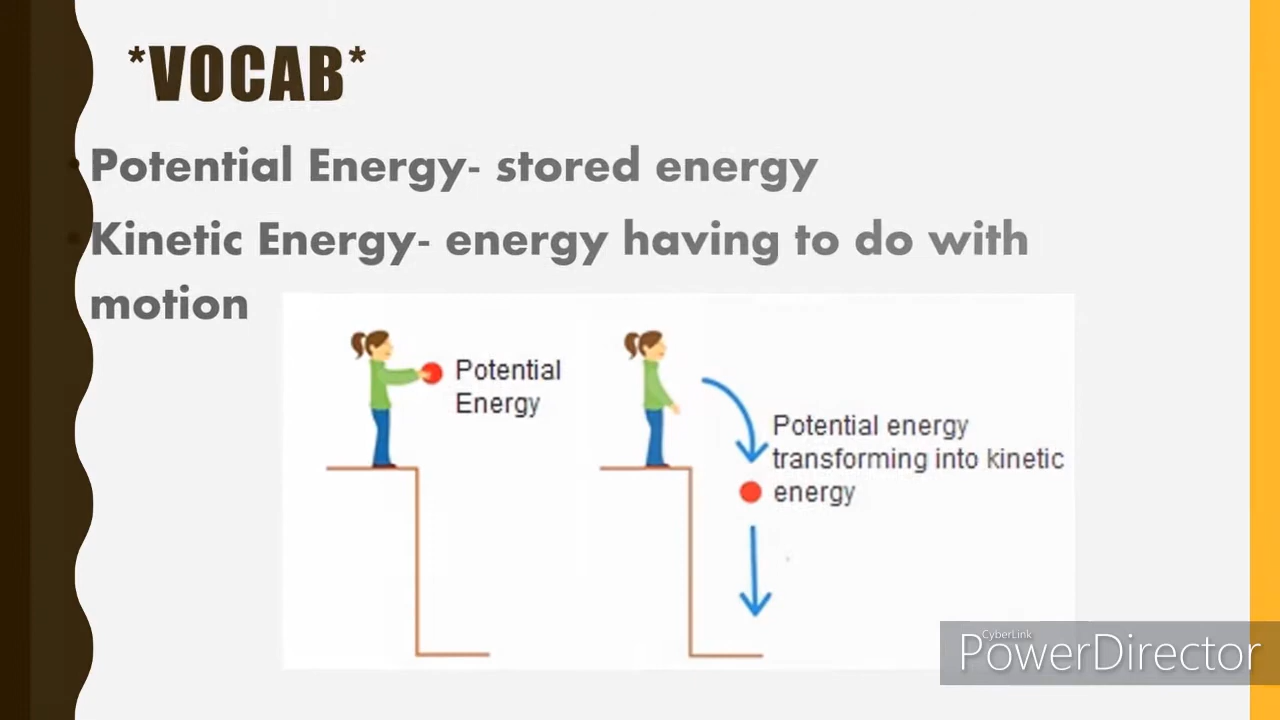 *VOCAB*
• Potential Energy- stored energy
• Kinetic Energy- energy having to do with
motion
Potential
Energy
Potential energy
transforming into kinetic
energy
CyberLink
PowerDirector